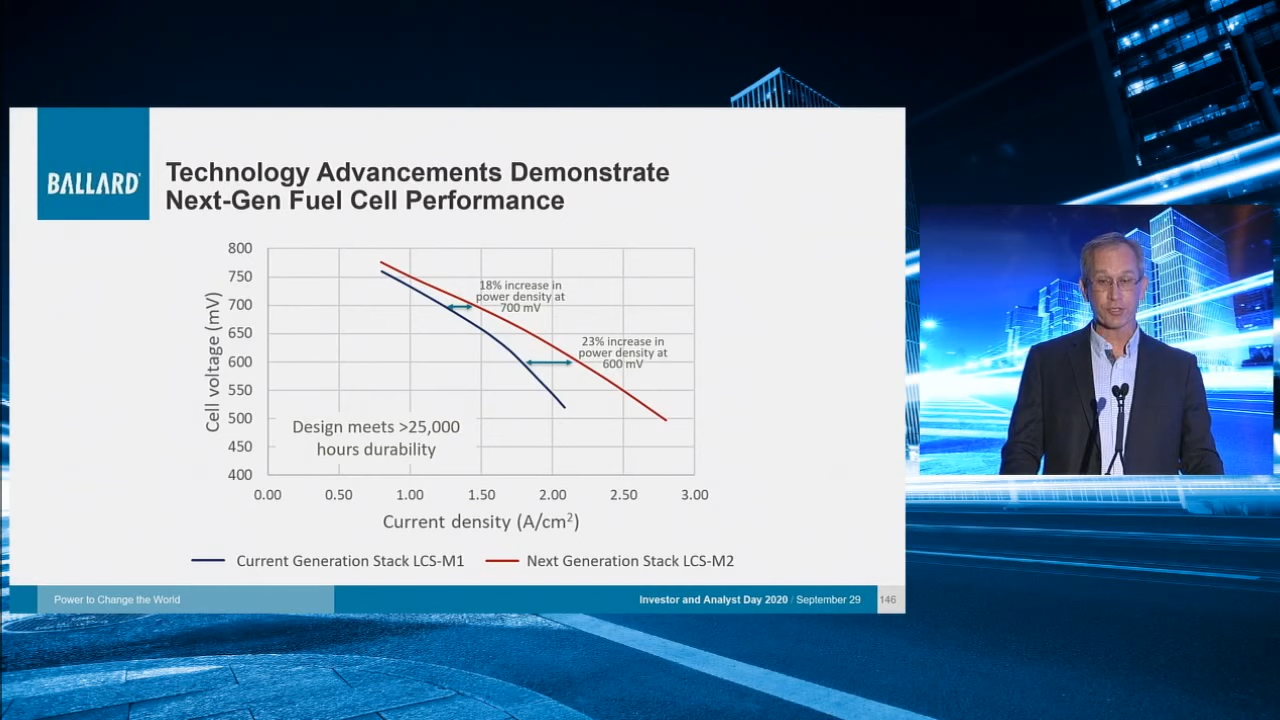 BALLARD
Technology Advancements Demonstrate
Next-Gen Fuel Cell Performance
800
750
700
650
600
550
500
450
400
Cell voltage (mV)
18% increase in
power density at
700 mV
23% increase in
power density at
600 mV
Design meets >25,000
hours durability
0.00 0.50 1.00 1.50 2.00 2.50 3.00
Current density (A/cm²)
Current Generation Stack LCS-M1 Next Generation Stack LCS-M2
Power to Change the World
Investor and Analyst Day 2020 / September 29 146